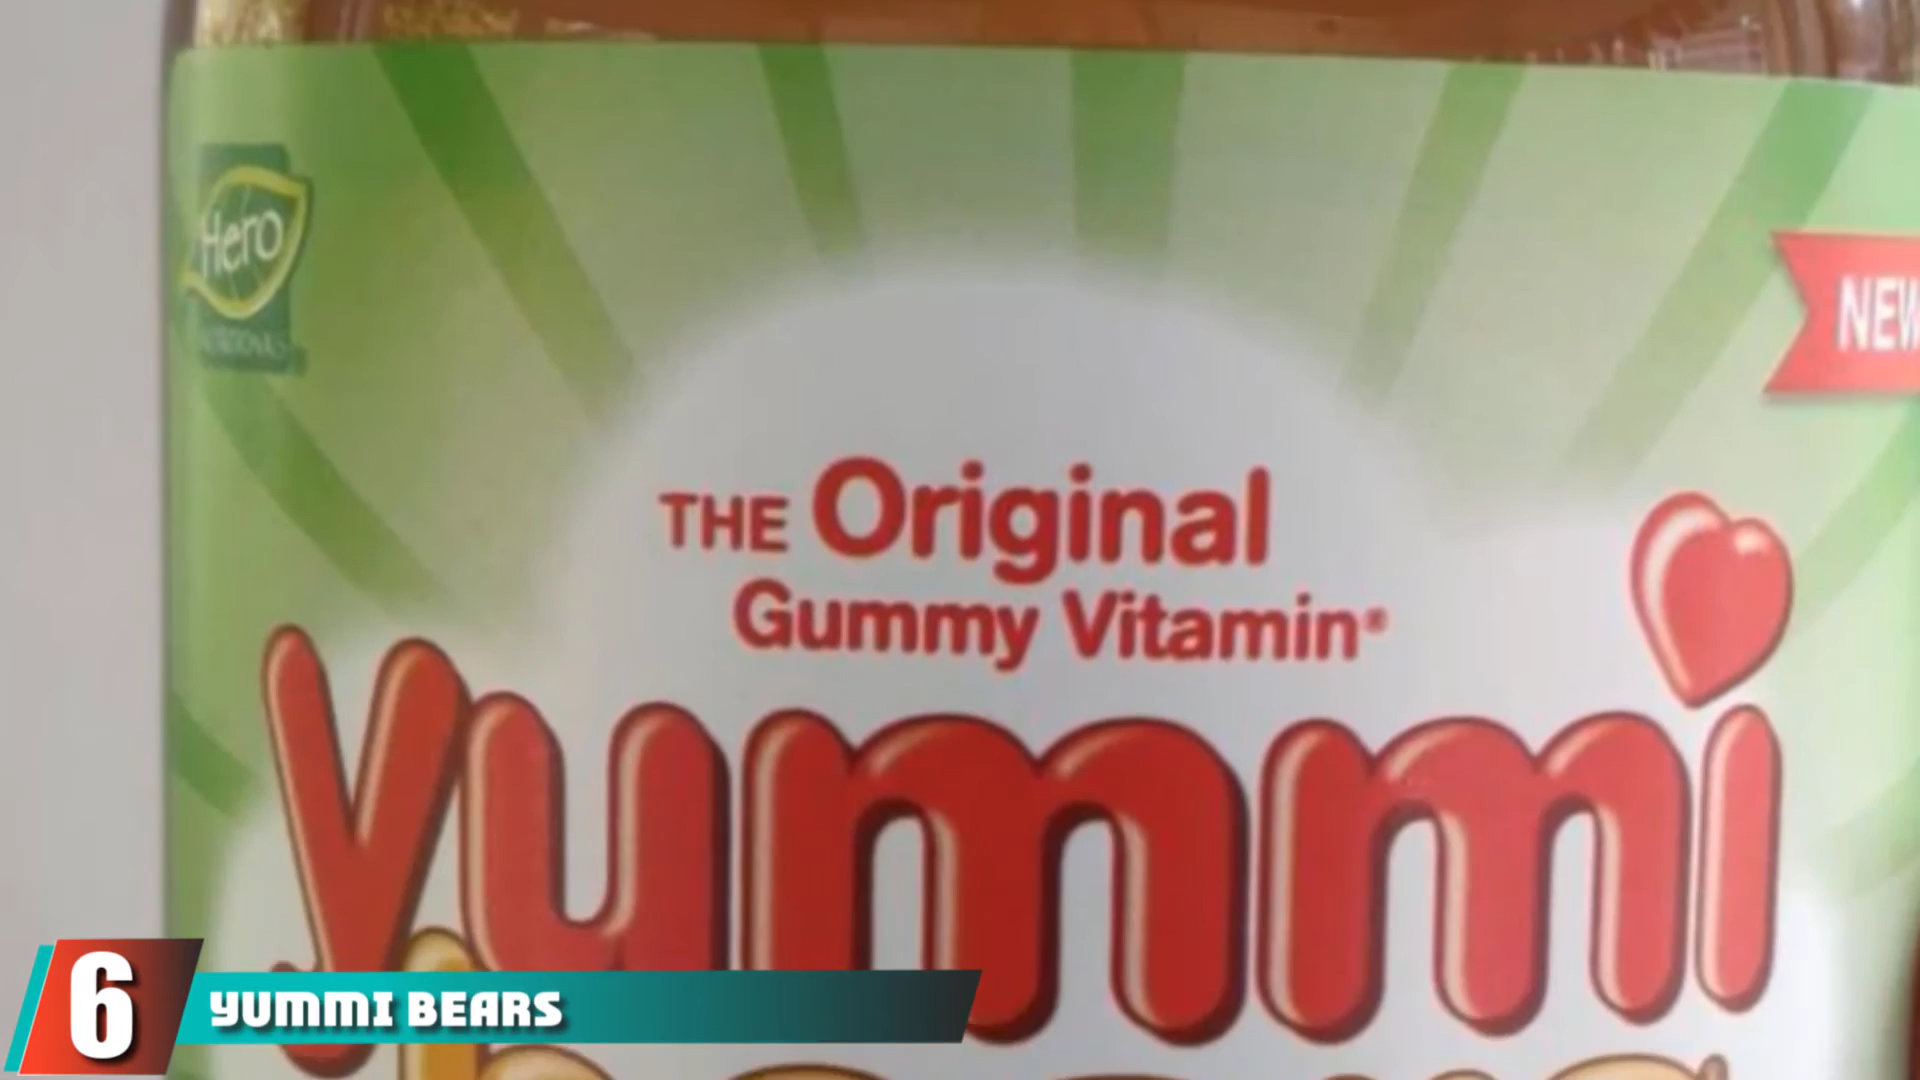 Hero
NEW
THE Original
Gummy Vitamin®
yummi
6
YUMMI BEARS